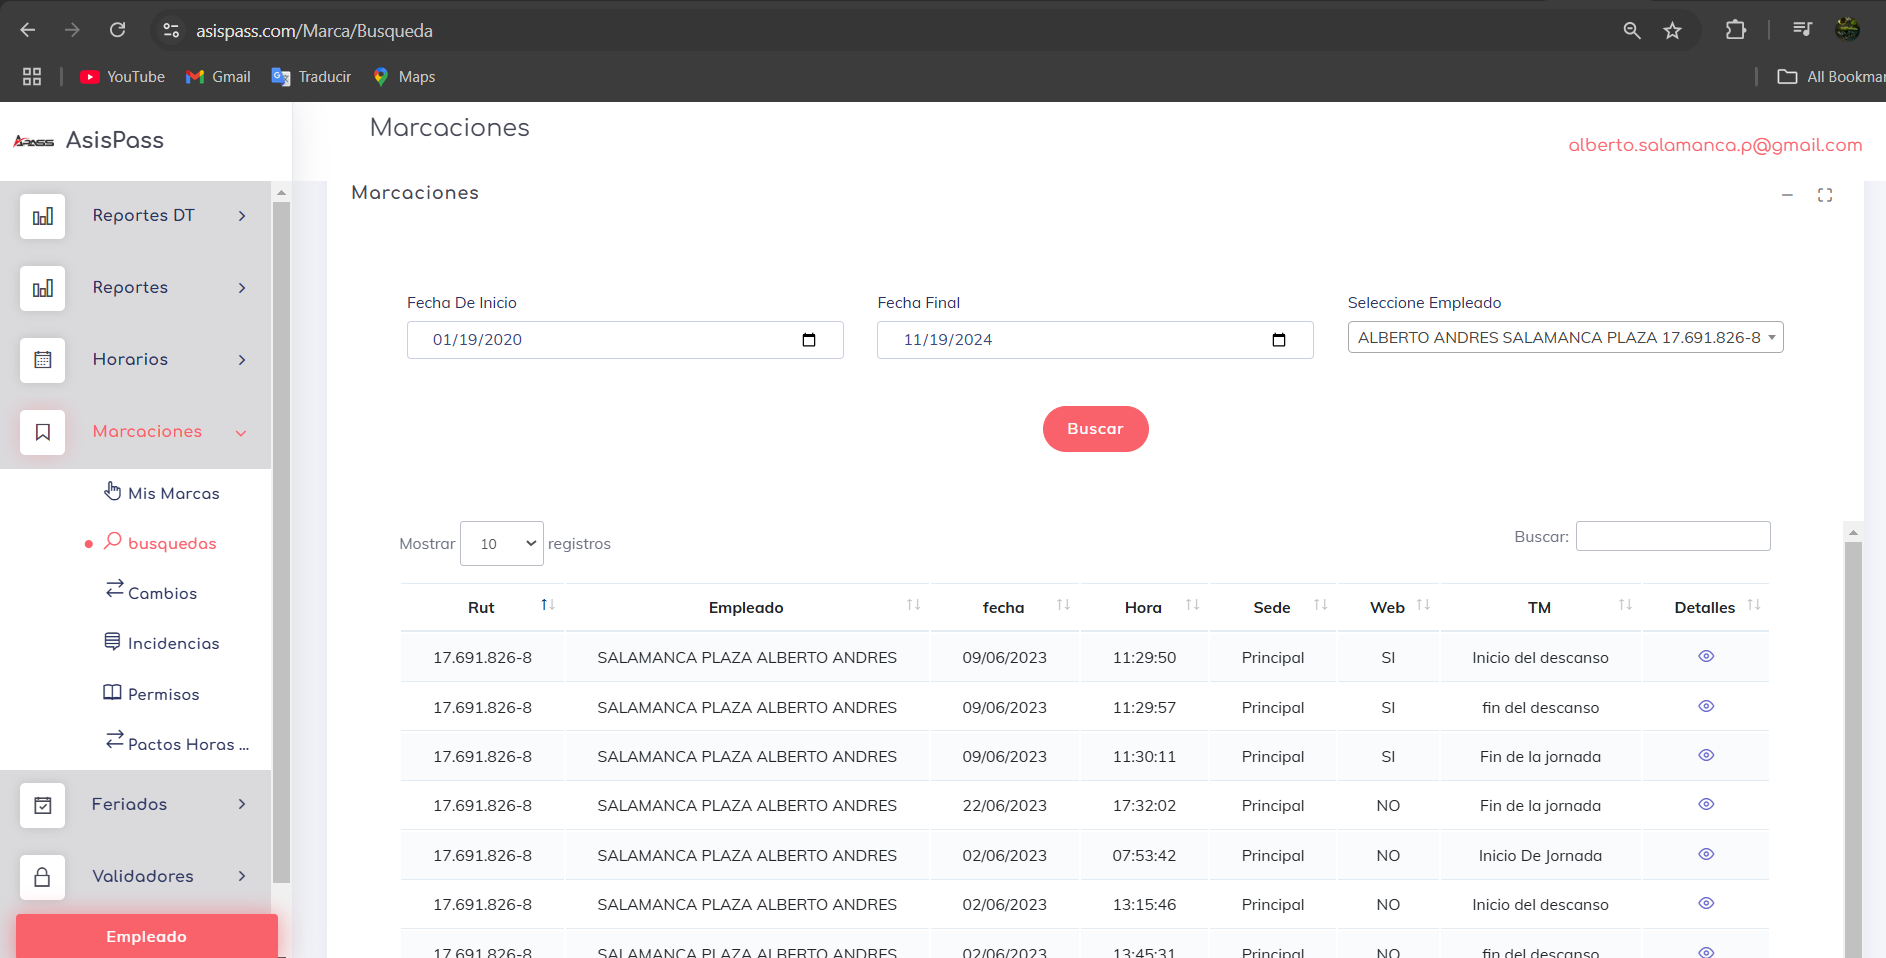 asispass.com/Marca/Busqueda
YouTube Gmail Traducir Maps All Bookmar
APASS AsisPass
Marcaciones
alberto.salamanca.p@gmail.com
Reportes DT
Reportes
Horarios
Marcaciones
Mis Marcas
busquedas
Cambios
Incidencias
Permisos
Pactos Horas ...
Feriados
Validadores
Empleado
Marcaciones
Fecha De Inicio Fecha Final Seleccione Empleado
01/19/2020 11/19/2024 ALBERTO ANDRES SALAMANCA PLAZA 17.691.826-8
Buscar
Mostrar 10 registros Buscar:
Rut Empleado fecha Hora Sede Web TM Detalles
17.691.826-8 SALAMANCA PLAZA ALBERTO ANDRES 09/06/2023 11:29:50 Principal SI Inicio del descanso
17.691.826-8 SALAMANCA PLAZA ALBERTO ANDRES 09/06/2023 11:29:57 Principal SI fin del descanso
17.691.826-8 SALAMANCA PLAZA ALBERTO ANDRES 09/06/2023 11:30:11 Principal SI Fin de la jornada
17.691.826-8 SALAMANCA PLAZA ALBERTO ANDRES 22/06/2023 17:32:02 Principal NO Fin de la jornada
17.691.826-8 SALAMANCA PLAZA ALBERTO ANDRES 02/06/2023 07:53:42 Principal NO Inicio De Jornada
17.691.826-8 SALAMANCA PLAZA ALBERTO ANDRES 02/06/2023 13:15:46 Principal NO Inicio del descanso
17.691.826-8 SALAMANCA PLAZA ALBERTO ANDRES 02/06/2023 13:45:31 Principal NO fin del descanso